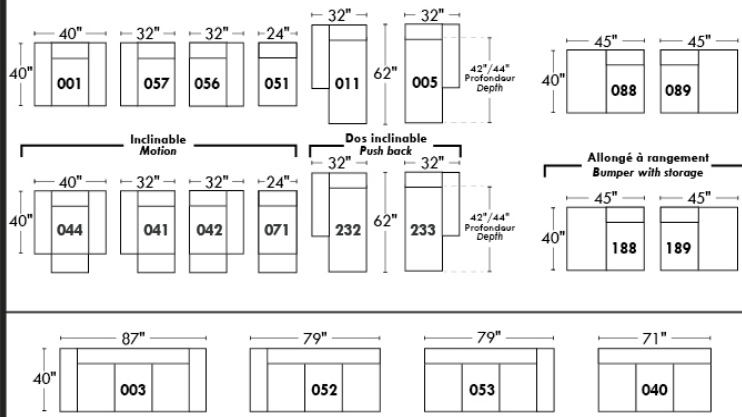 40" 32" 32" 24" 32" 32" 45" 45"
40" 001 057 056 051 011 62" 005 42"/44" Profondeur Depth 40" 088 089
Inclinable
Motion
Dos inclinable
Push back
Allongé à rangement
Bumper with storage
40" 32" 32" 24" 32" 32" 45" 45"
40" 044 041 042 071 232 62" 233 42"/44" Profondeur Depth 40" 188 189
87" 79" 79" 71"
40" 003 052 053 040